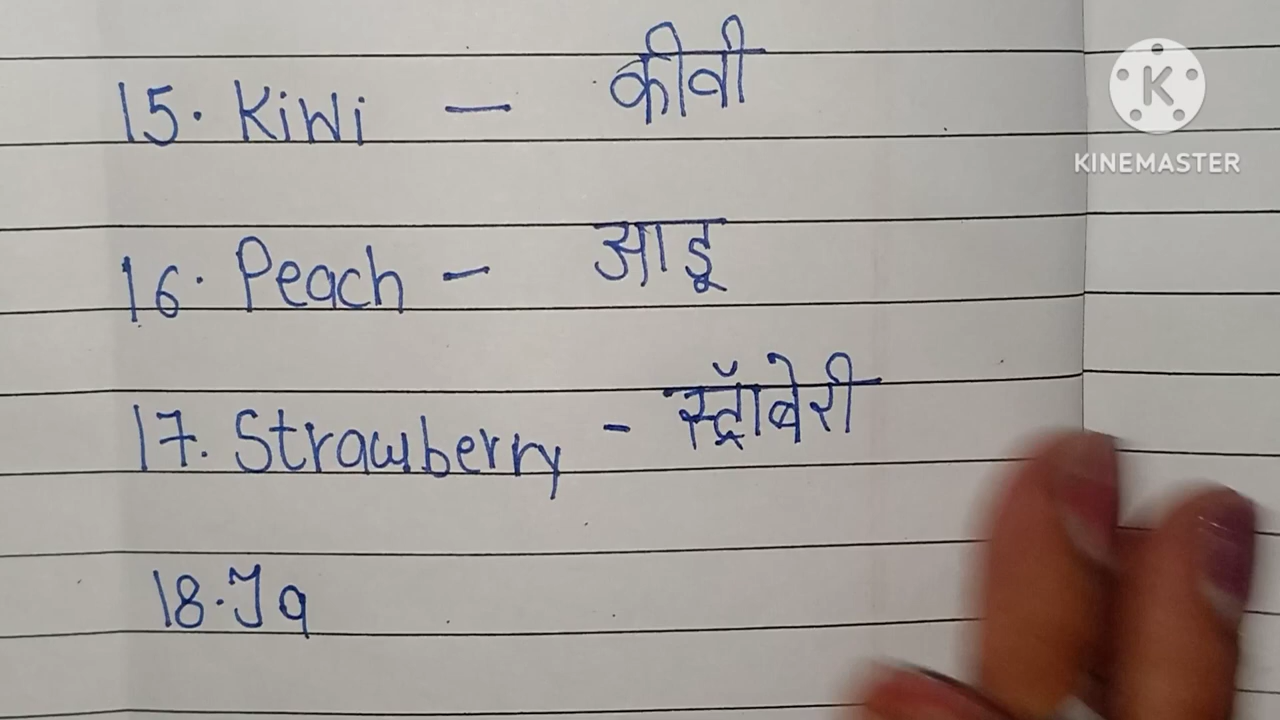 15. Kiwi - कीवी
KINEMASTER
16. Peach - आडू
17. Strawberry - स्ट्रॉबेरी
18. Ja